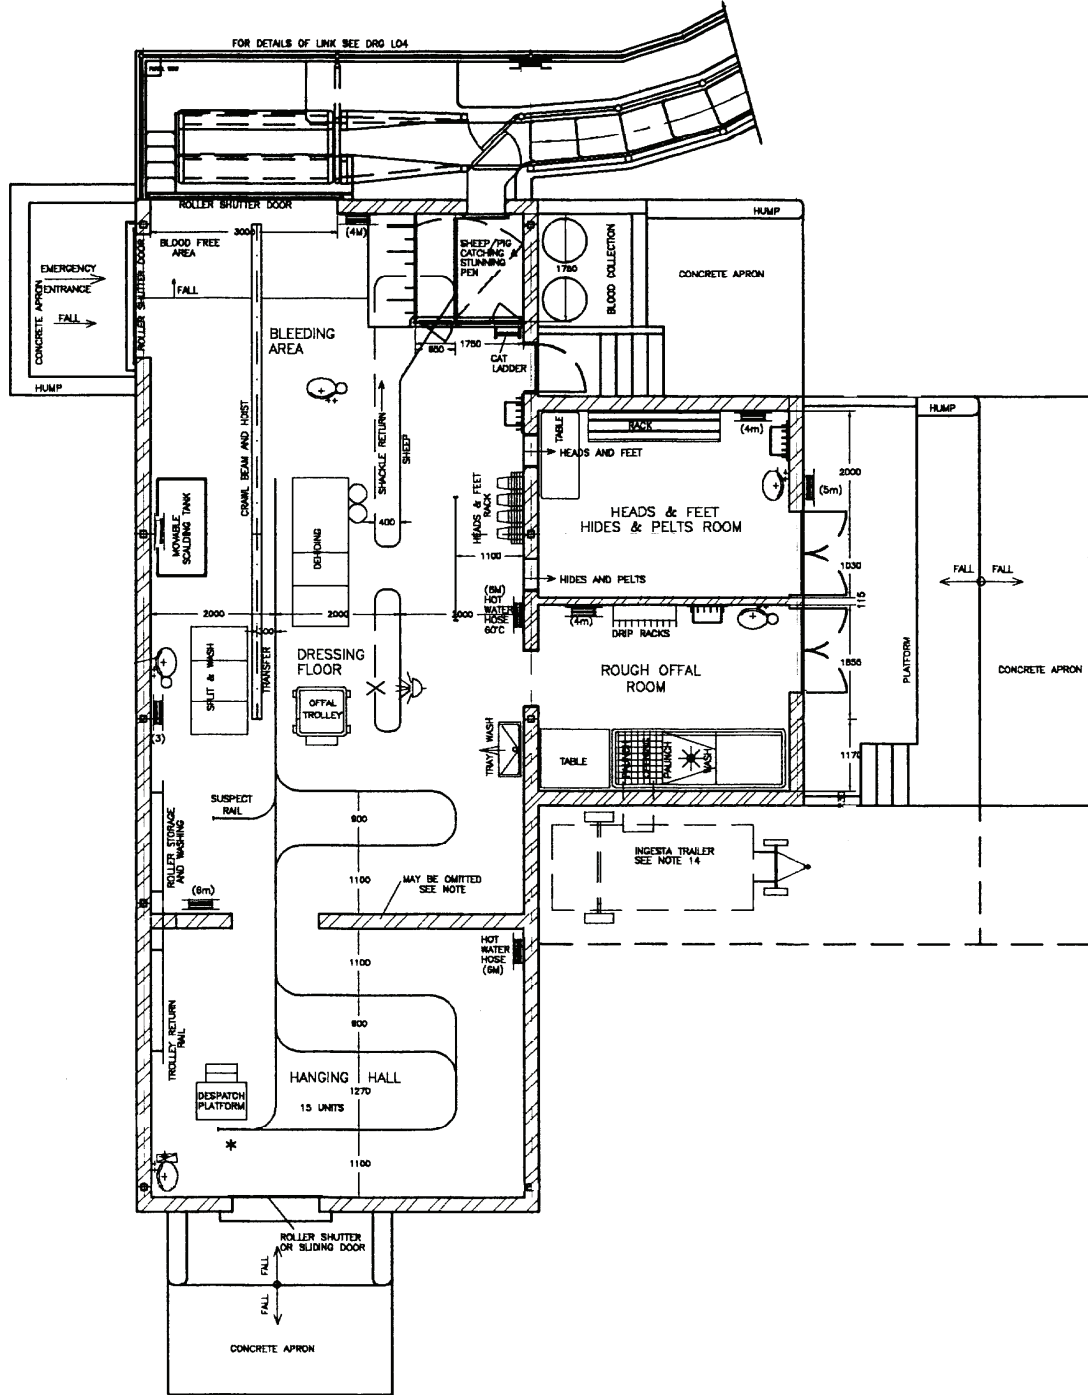 FOR DETAILS OF LINK SEE DRG L04
ROLLER SHUTTER DOOR
3000
(4M)
BLOOD FREE
AREA
ROLLER SHUTTER DOOR
EMERGENCY
ENTRANCE
FALL
CONCRETE APRON
HUMP
FALL
SHEEP/PIG
CATCHING
STUNNING
PEN
1780
BLOOD COLLECTION
HUMP
CONCRETE APRON
BLEEDING
AREA
1780
CAT
LADDER
CRAWL BEAM AND HOIST
SHACKLE RETURN
SHEEP
TABLE
RACK
(4m)
HUMP
HEADS AND FEET
2000
(5m)
MOVABLE
SCALDING TANK
400
HEADS & FEET
RACK
HEADS & FEET
HIDES & PELTS ROOM
1100
HIDES AND PELTS
1030
115
FALL
FALL
(6M)
HOT
WATER
HOSE
60°C
2000
2000
2000
300
(4m)
DRIP RACKS
SPLIT & WASH
TRANSFER
DRESSING
FLOOR
ROUGH OFFAL
ROOM
PLATFORM
CONCRETE APRON
OFFAL
TROLLEY
(3)
TRAY WASH
TABLE
PAUNCH
OPENING
PAUNCH
WASH
1170
SUSPECT
RAIL
900
ROLLER STORAGE
AND WASHING
INGESTA TRAILER
SEE NOTE 14
1100
MAY BE OMITTED
SEE NOTE
(6m)
HOT
WATER
HOSE
(6M)
1100
900
TROLLEY RETURN
RAIL
HANGING HALL
1270
15 UNITS
DESPATCH
PLATFORM
*
1100
ROLLER SHUTTER
OR SLIDING DOOR
FALL
FALL
CONCRETE APRON